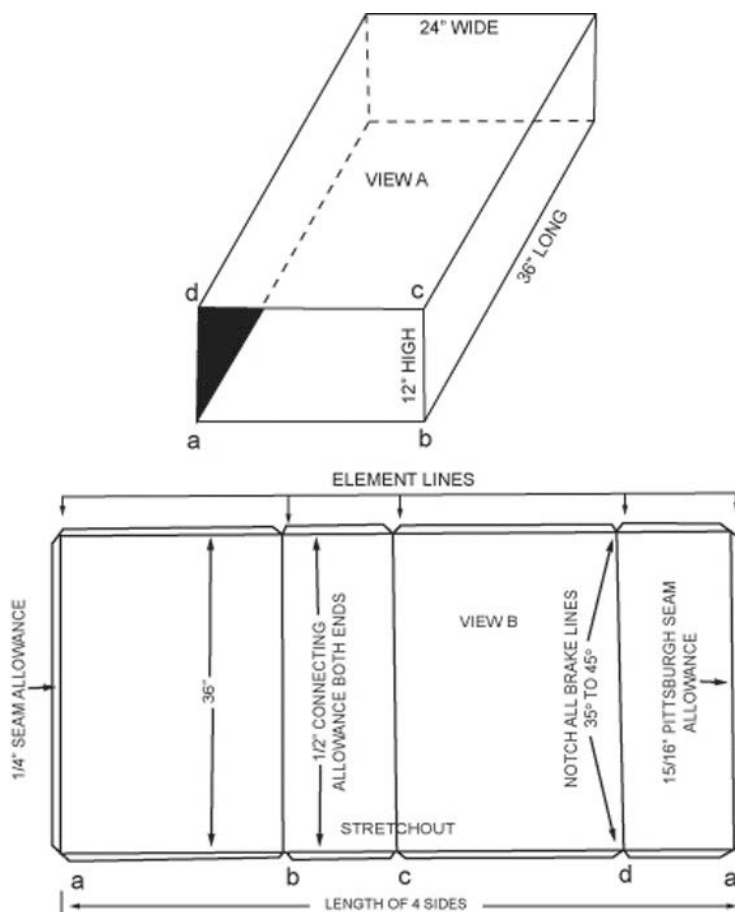 24" WIDE
VIEW A
36" LONG
d
c
12" HIGH
a
b
ELEMENT LINES
1/4" SEAM ALLOWANCE
36"
1/2" CONNECTING
ALLOWANCE BOTH ENDS
VIEW B
NOTCH ALL BRAKE LINES
35° TO 45°
15/16" PITTSBURGH SEAM
ALLOWANCE
STRETCHOUT
a
b
c
d
a
LENGTH OF 4 SIDES